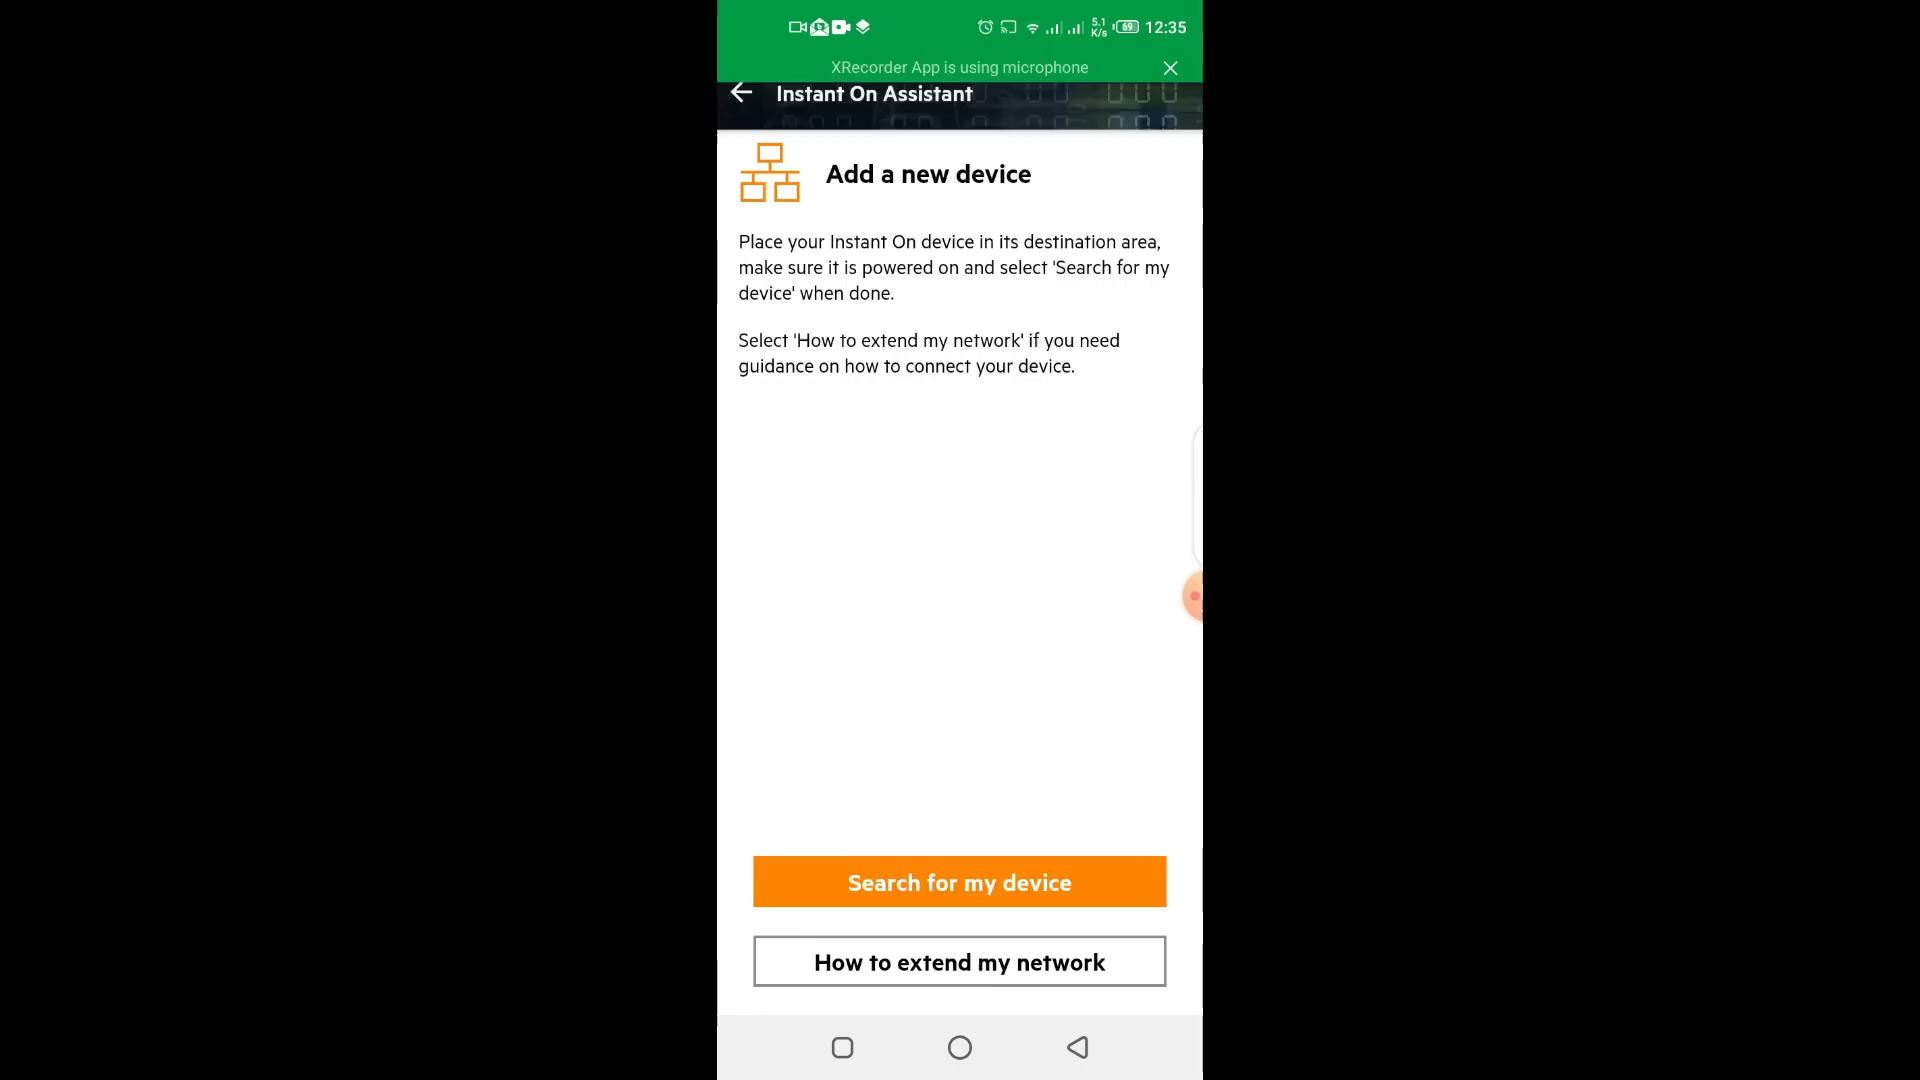 5.1
K/s
69
12:35
XRecorder App is using microphone
Instant On Assistant
Add a new device
Place your Instant On device in its destination area,
make sure it is powered on and select 'Search for my
device' when done.
Select 'How to extend my network' if you need
guidance on how to connect your device.
Search for my device
How to extend my network